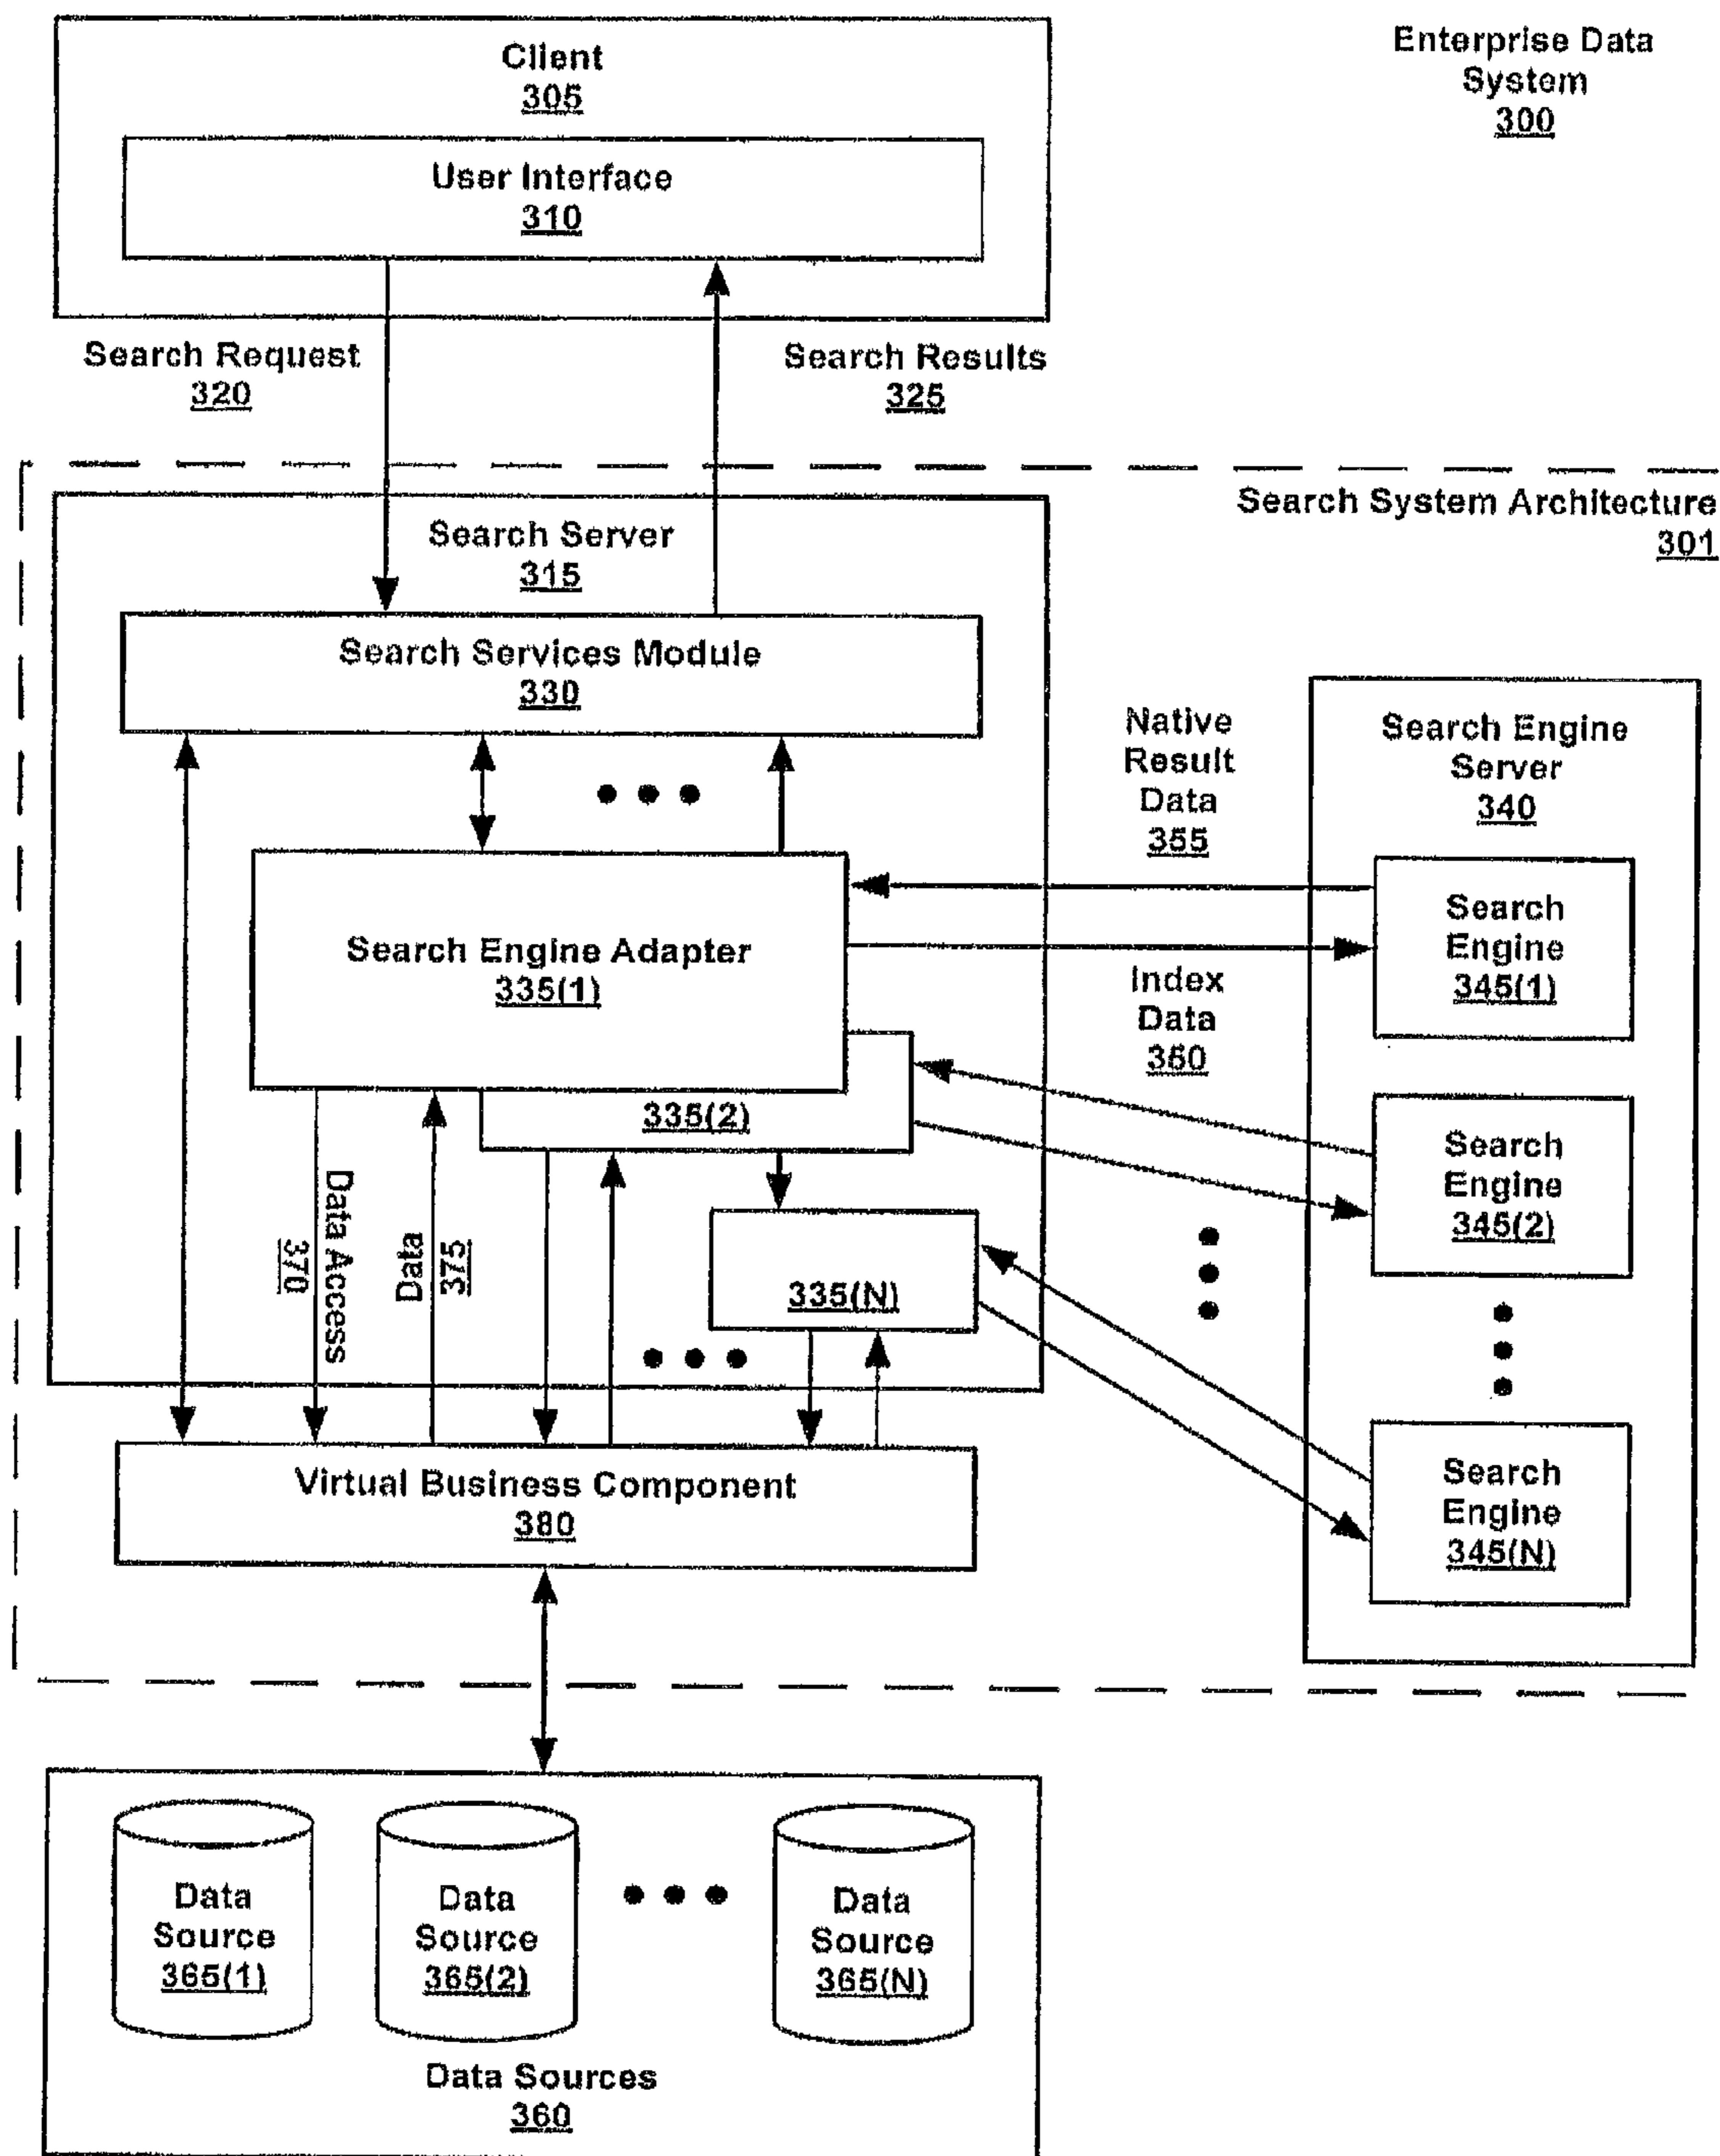 Client
305
Enterprise Data
System
300
User Interface
310
Search Request
320
Search Results
325
Search System Architecture
301
Search Server
315
Search Services Module
330
Native
Result
Data
355
Search Engine
Server
340
Search Engine Adapter
335(1)
Search
Engine
345(1)
Index
Data
350
335(2)
Search
Engine
345(2)
Data Access
370
Data
375
335(N)
Search
Engine
345(N)
Virtual Business Component
380
Data
Source
365(1)
Data
Source
365(2)
Data
Source
365(N)
Data Sources
360